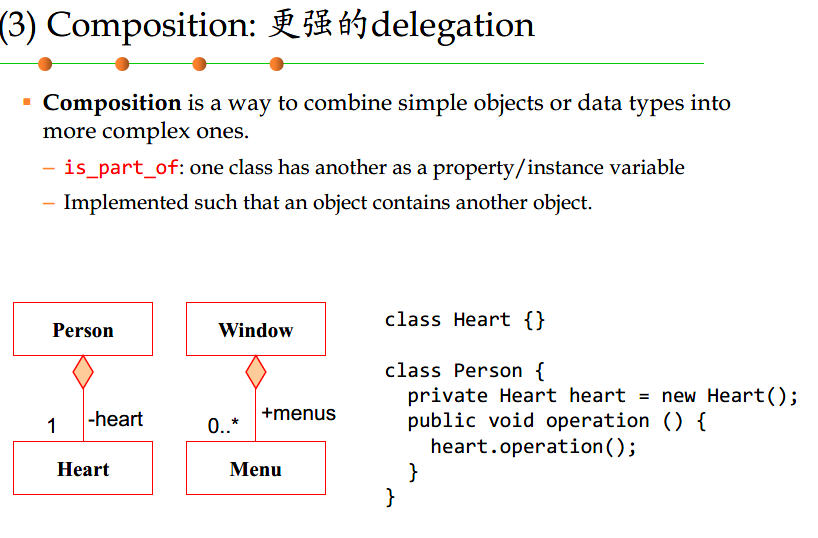 (3) Composition: 更强的delegation
Composition is a way to combine simple objects or data types into
more complex ones.
– is_part_of: one class has another as a property/instance variable
– Implemented such that an object contains another object.
Person
1
-heart
Heart
Window
0..*
+menus
Menu
class Heart {}
class Person {
private Heart heart = new Heart();
public void operation () {
heart.operation();
}
}